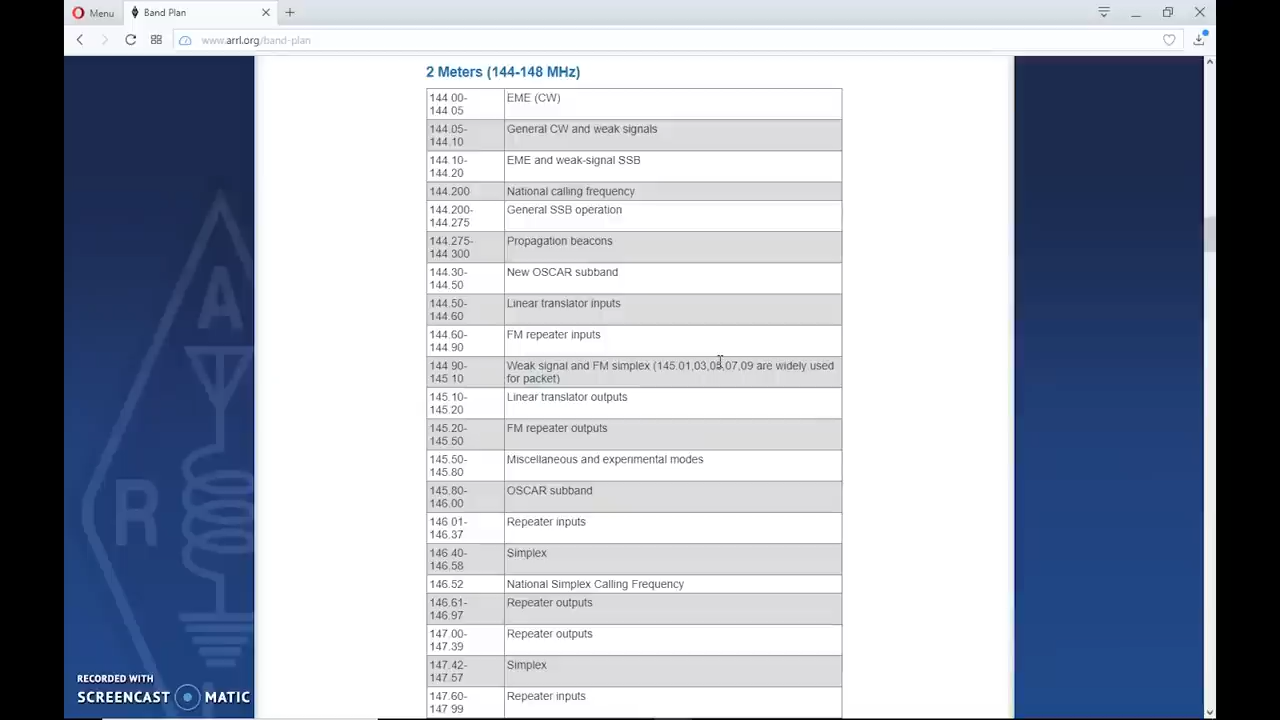 Menu
Band Plan
www.arrl.org/band-plan
2 Meters (144-148 MHz)
144.00- EME (CW)
144.05
144.05- General CW and weak signals
144.10
144.10- EME and weak-signal SSB
144.20
144.200 National calling frequency
144.200- General SSB operation
144.275
144.275- Propagation beacons
144.300
144.30- New OSCAR subband
144.50
144.50- Linear translator inputs
144.60
144.60- FM repeater inputs
144.90
144.90- Weak signal and FM simplex (145.01,03,05,07,09 are widely used
145.10 for packet)
145.10- Linear translator outputs
145.20
145.20- FM repeater outputs
145.50
145.50- Miscellaneous and experimental modes
145.80
145.80- OSCAR subband
146.00
146.01- Repeater inputs
146.37
146.40- Simplex
146.58
146.52 National Simplex Calling Frequency
146.61- Repeater outputs
146.97
147.00- Repeater outputs
147.39
147.42- Simplex
147.57
147.60- Repeater inputs
147.99
A
R
RECORDED WITH
SCREENCAST MATIC